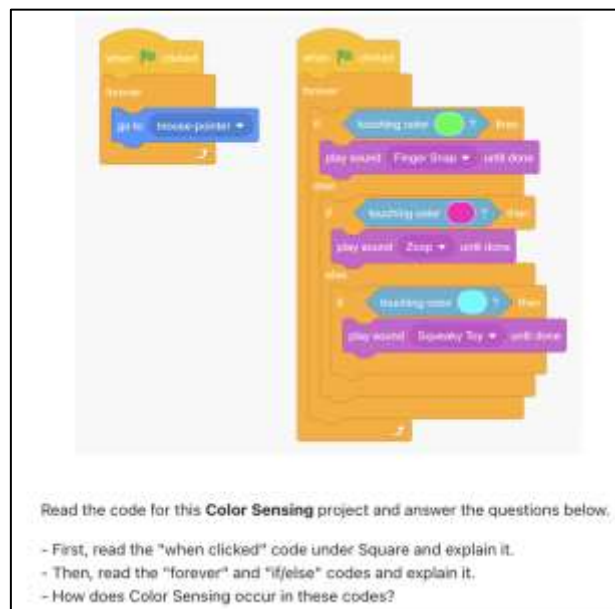 when clicked
forever
go to mouse-pointer
when clicked
forever
if touching color ? then
play sound Finger Snap until done
else
if touching color ? then
play sound Zoop until done
else
if touching color ? then
play sound Squeaky Toy until done
Read the code for this Color Sensing project and answer the questions below.
- First, read the "when clicked" code under Square and explain it.
- Then, read the "forever" and "if/else" codes and explain it.
- How does Color Sensing occur in these codes?